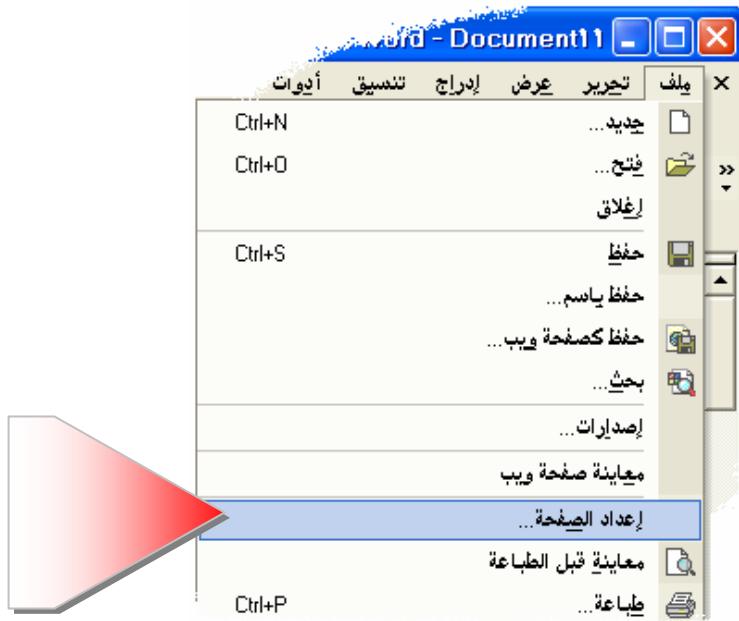 Word - Document11
ملف تحرير عرض إدراج تنسيق أدوات
جديد... Ctrl+N
فتح... Ctrl+O
إغلاق
حفظ Ctrl+S
حفظ باسم...
حفظ كصفحة ويب...
بحث...
إصدارات...
معاينة صفحة ويب
إعداد الصفحة...
معاينة قبل الطباعة
طباعة... Ctrl+P